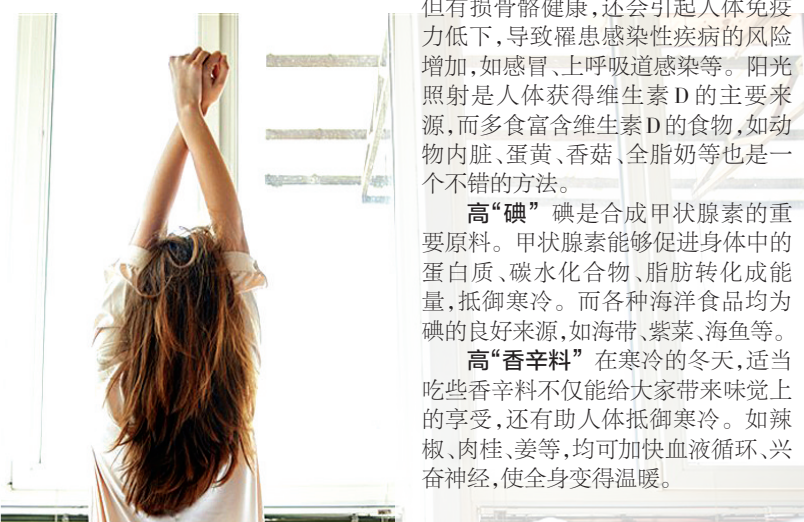 但有损骨骼健康,还会引起人体免疫
力低下,导致罹患感染性疾病的风险
增加,如感冒、上呼吸道感染等。阳光
照射是人体获得维生素D的主要来
源,而多食富含维生素D的食物,如动
物内脏、蛋黄、香菇、全脂奶等也是一
个不错的方法。
高“碘” 碘是合成甲状腺素的重
要原料。甲状腺素能够促进身体中的
蛋白质、碳水化合物、脂肪转化成能
量,抵御寒冷。而各种海洋食品均为
碘的良好来源,如海带、紫菜、海鱼等。
高“香辛料” 在寒冷的冬天,适当
吃些香辛料不仅能给大家带来味觉上
的享受,还有助人体抵御寒冷。如辣
椒、肉桂、姜等,均可加快血液循环、兴
奋神经,使全身变得温暖。